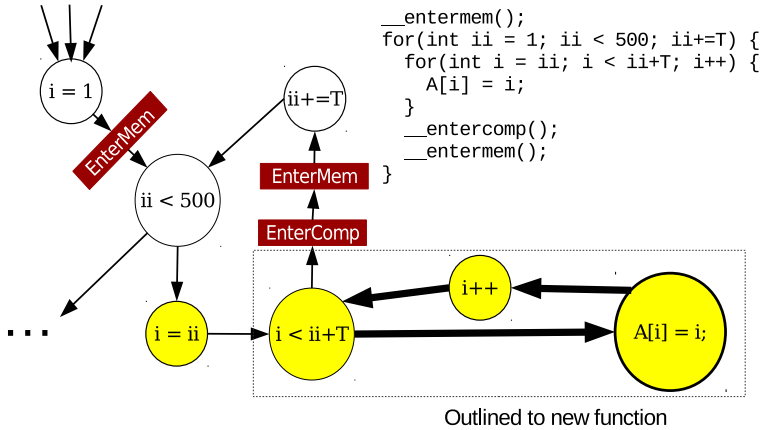 __entermem();
for(int ii = 1; ii < 500; ii+=T) {
  for(int i = ii; i < ii+T; i++) {
    A[i] = i;
  }
  __entercomp();
  __entermem();
}
i = 1
ii+=T
EnterMem
ii < 500
EnterMem
EnterComp
i++
...
i = ii
i < ii+T
A[i] = i;
Outlined to new function